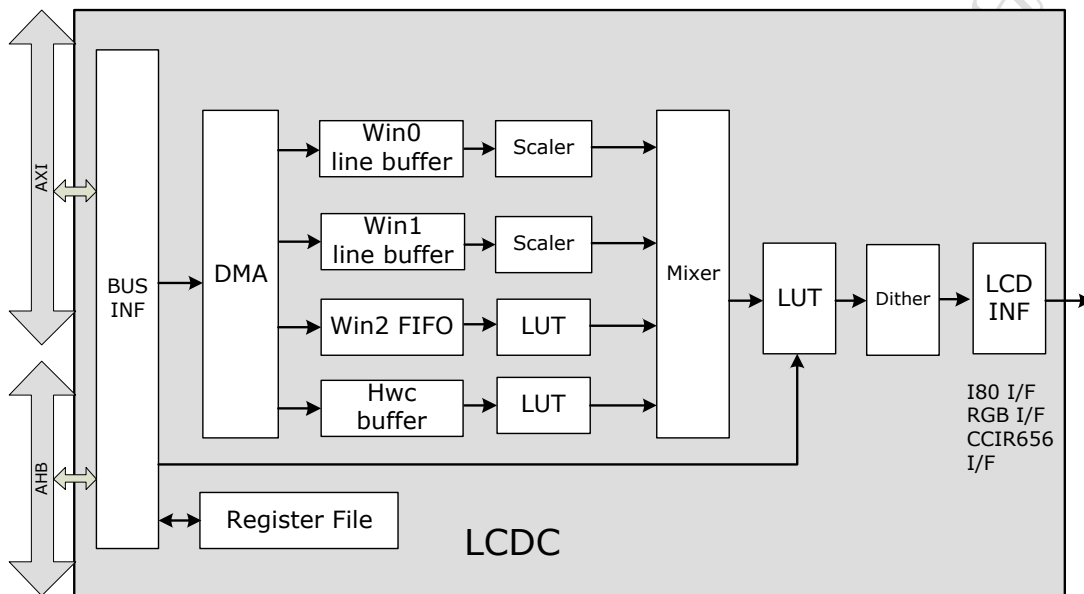 AXI
AHB
BUS
INF
DMA
Win0
line buffer
Scaler
Win1
line buffer
Scaler
Win2 FIFO
LUT
Hwc
buffer
LUT
Mixer
LUT
Dither
LCD
INF
I80 I/F
RGB I/F
CCIR656
I/F
Register File
LCDC